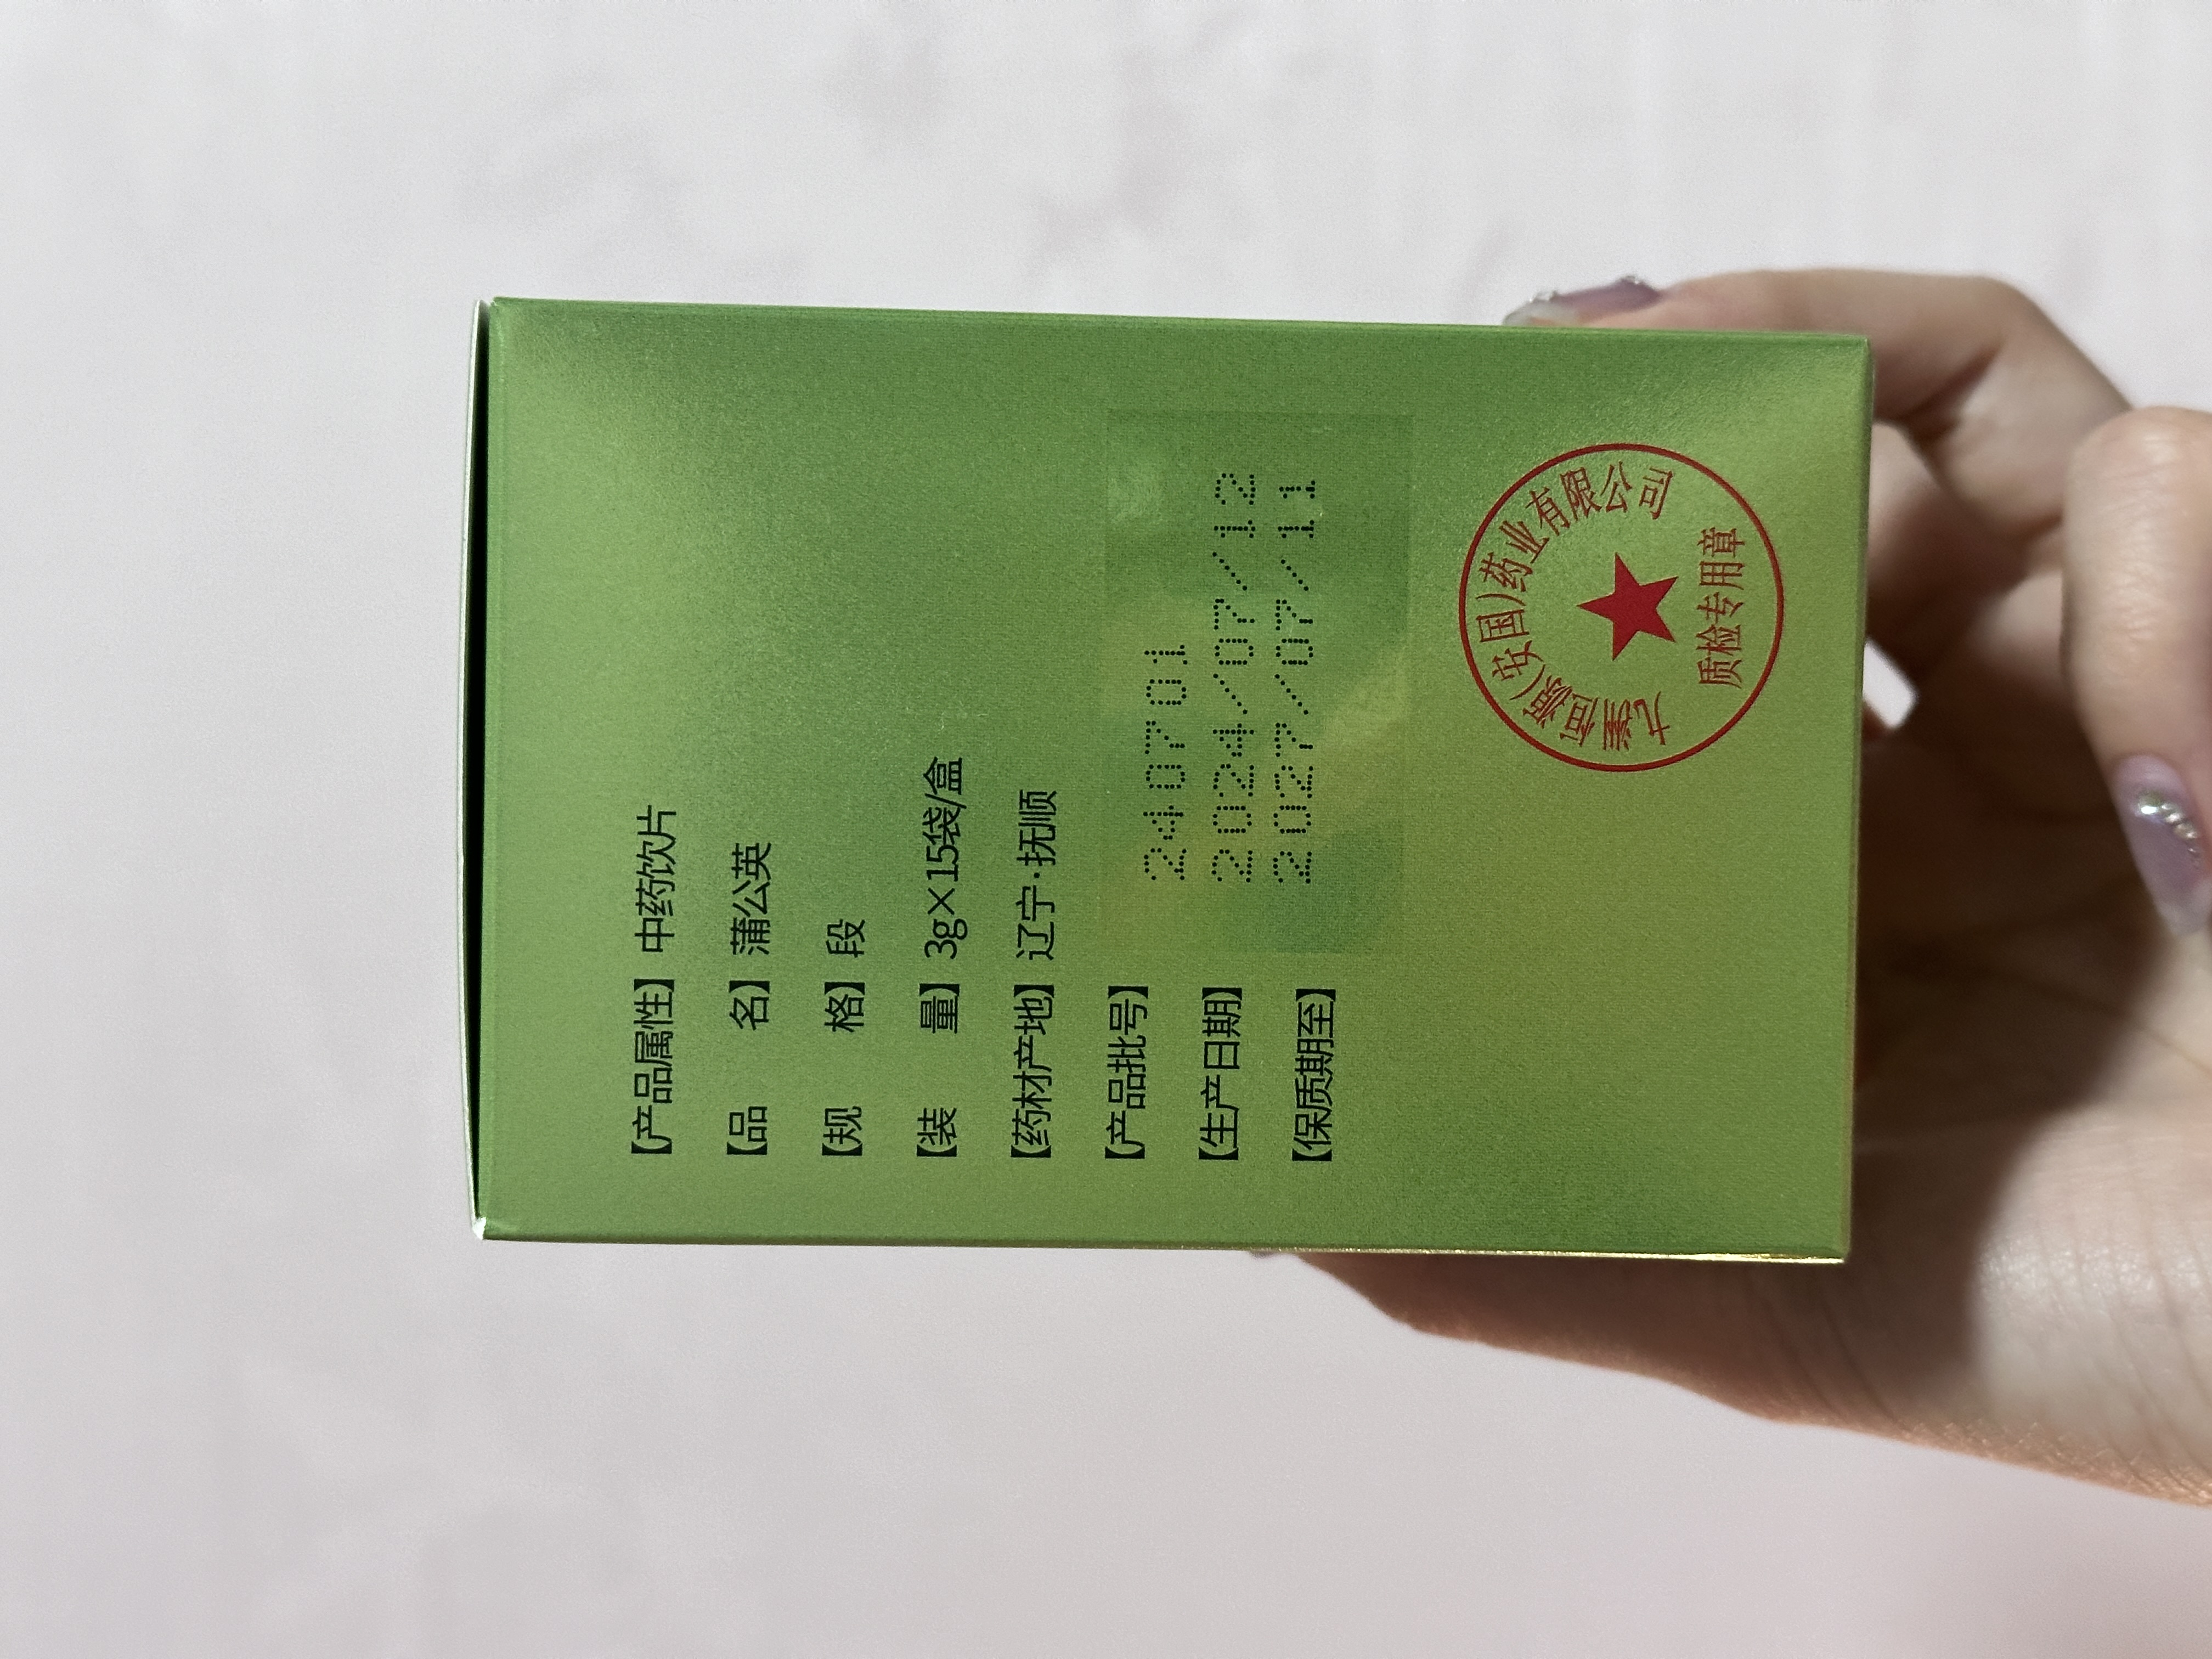 【产品属性】中药饮片
【品 名】蒲公英
【规 格】段
【装 量】3g×15袋/盒
【药材产地】辽宁·抚顺
【产品批号】240701
【生产日期】2024/07/12
【保质期至】2027/07/11
九洲恒源(安国)药业有限公司
质检专用章